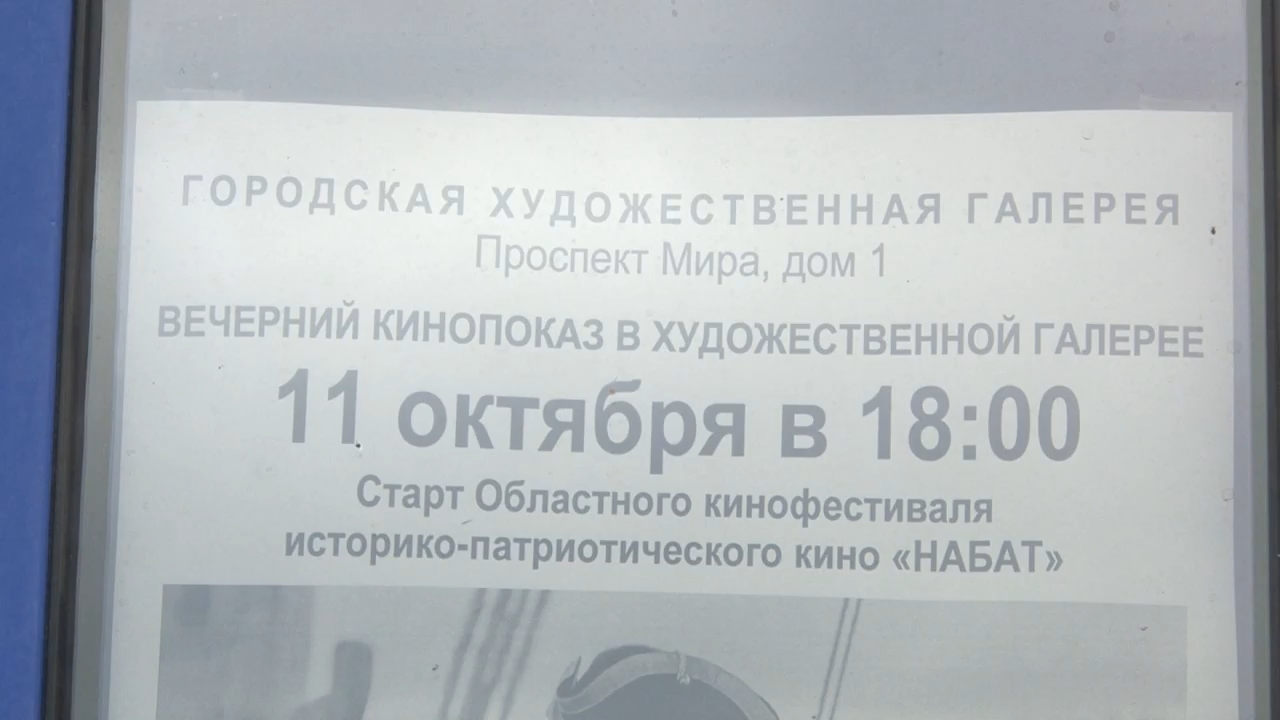 ГОРОДСКАЯ ХУДОЖЕСТВЕННАЯ ГАЛЕРЕЯ
Проспект Мира, дом 1
ВЕЧЕРНИЙ КИНОПОКАЗ В ХУДОЖЕСТВЕННОЙ ГАЛЕРЕЕ
11 октября в 18:00
Старт Областного кинофестиваля
историко-патриотического кино «НАБАТ»